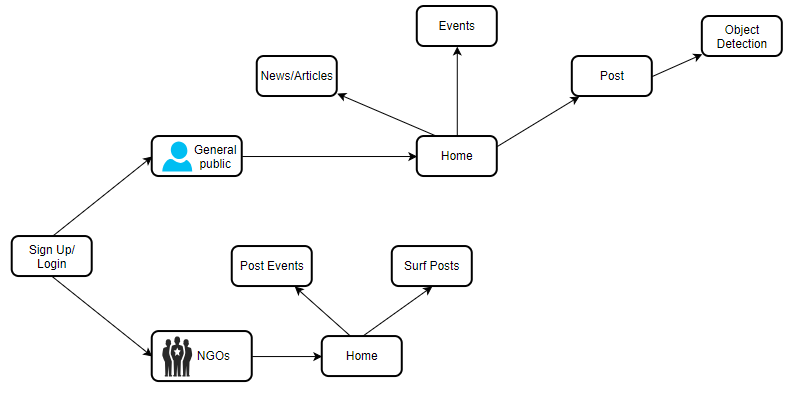 Events
Object
Detection
News/Articles
Post
General
public
Home
Sign Up/
Login
Post Events
Surf Posts
NGOs
Home